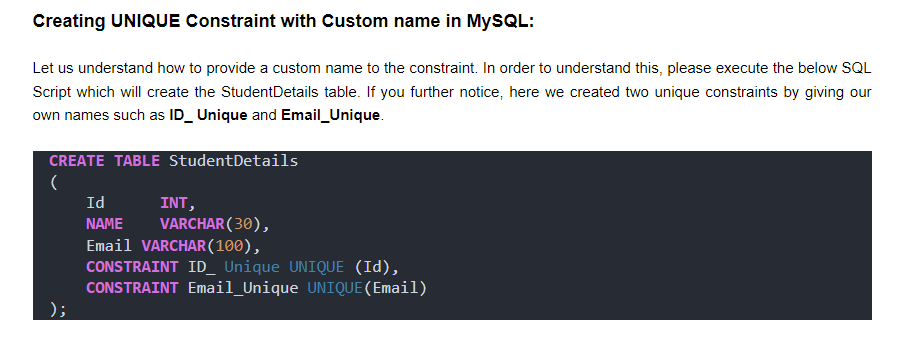 Creating UNIQUE Constraint with Custom name in MySQL:
Let us understand how to provide a custom name to the constraint. In order to understand this, please execute the below SQL
Script which will create the StudentDetails table. If you further notice, here we created two unique constraints by giving our
own names such as ID_ Unique and Email_Unique.
CREATE TABLE StudentDetails
(
    Id      INT,
    NAME    VARCHAR(30),
    Email VARCHAR(100),
    CONSTRAINT ID_ Unique UNIQUE (Id),
    CONSTRAINT Email_Unique UNIQUE(Email)
);